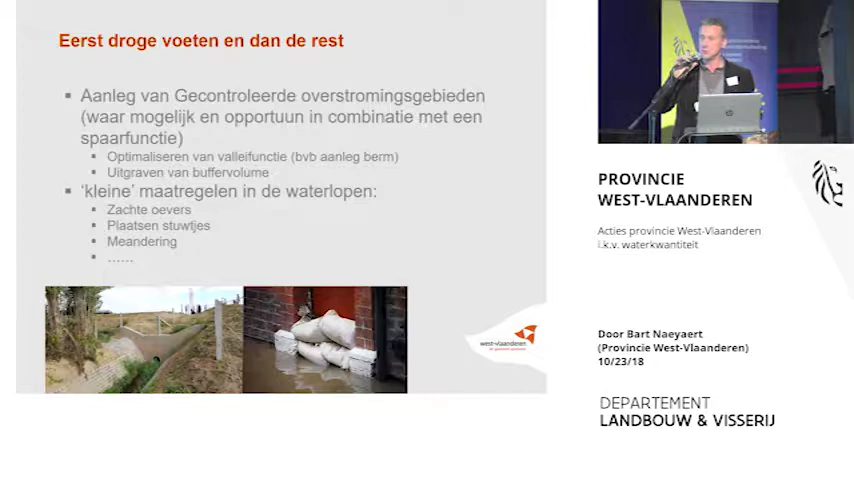 Eerst droge voeten en dan de rest
▪ Aanleg van Gecontroleerde overstromingsgebieden
(waar mogelijk en opportuun in combinatie met een
spaarfunctie)
▪ Optimaliseren van valleifunctie (bvb aanleg berm)
▪ Uitgraven van buffervolume
▪ ‘kleine’ maatregelen in de waterlopen:
▪ Zachte oevers
▪ Plaatsen stuwtjes
▪ Meandering
▪ ......
west-vlaanderen
PROVINCIE
WEST-VLAANDEREN
Acties provincie West-Vlaanderen
i.k.v. waterkwantiteit
Door Bart Naeyaert
(Provincie West-Vlaanderen)
10/23/18
DEPARTEMENT
LANDBOUW & VISSERIJ